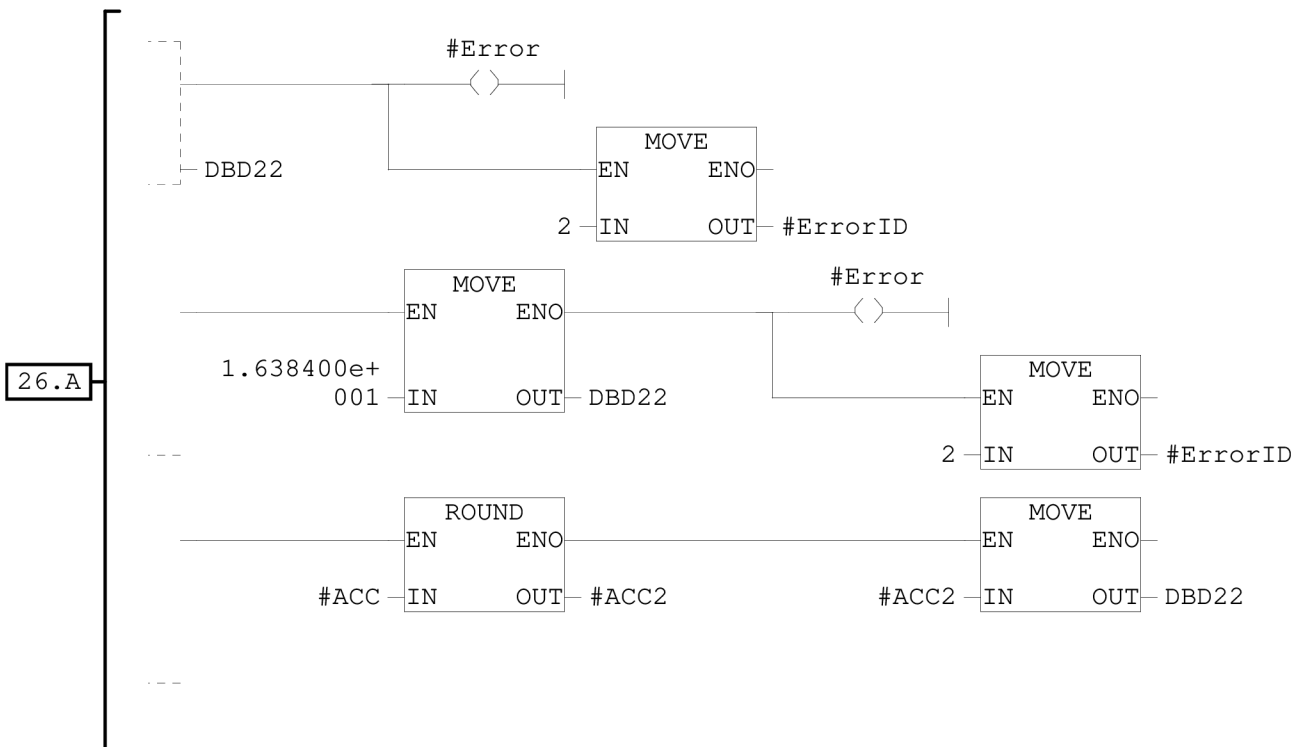 #Error
MOVE
DBD22
EN ENO
2 IN OUT #ErrorID
#Error
MOVE
EN ENO
1.638400e+
26.A
MOVE
001 IN OUT DBD22
EN ENO
2 IN OUT #ErrorID
ROUND MOVE
EN ENO EN ENO
#ACC IN OUT #ACC2 #ACC2 IN OUT DBD22